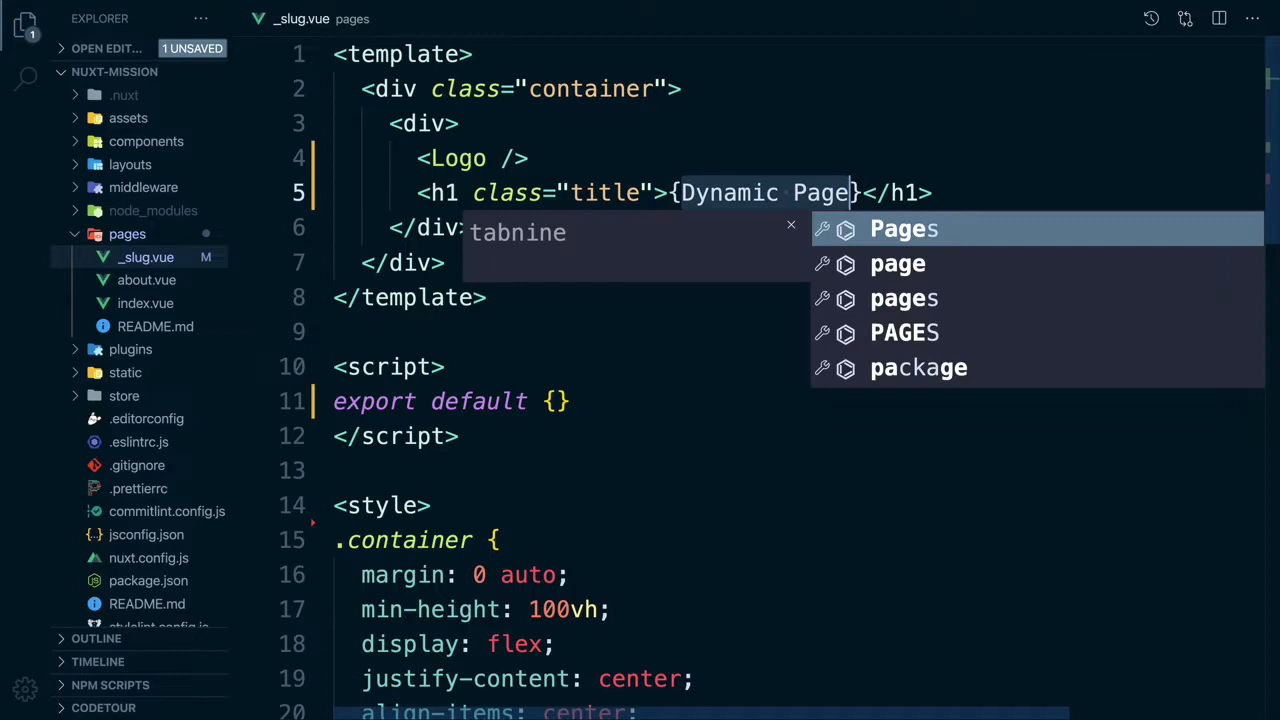 EXPLORER
···
_slug.vue pages
···
1
OPEN EDIT...
1 UNSAVED
NUXT-MISSION
.nuxt
assets
components
layouts
middleware
node_modules
pages
_slug.vue M
about.vue
index.vue
README.md
plugins
static
store
.editorconfig
.eslintrc.js
.gitignore
.prettierrc
commitlint.config.js
jsconfig.json
nuxt.config.js
package.json
README.md
stylelint.config.js
OUTLINE
TIMELINE
NPM SCRIPTS
CODETOUR
1 <template>
2 <div class="container">
3 <div>
4 <Logo />
5 <h1 class="title">{Dynamic Page}</h1>
6 </div>
7 </div>
8 </template>
9
10 <script>
11 export default {}
12 </script>
13
14 <style>
15 .container {
16 margin: 0 auto;
17 min-height: 100vh;
18 display: flex;
19 justify-content: center;
20 align-items: center;
tabnine
×
Pages
page
pages
PAGES
package